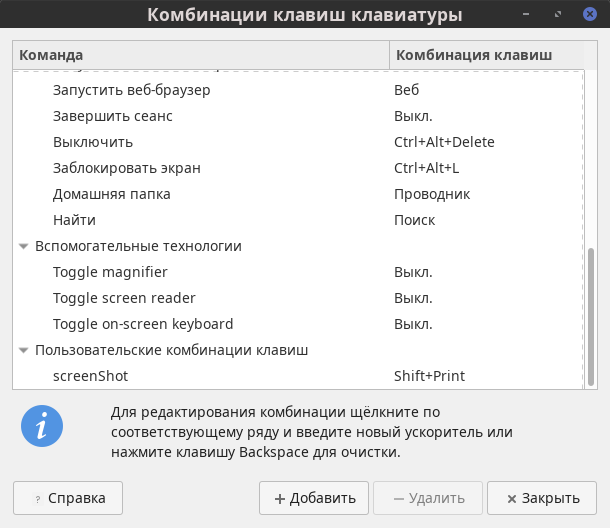 Комбинации клавиш клавиатуры
Команда Комбинация клавиш
Запустить веб-браузер Веб
Завершить сеанс Выкл.
Выключить Ctrl+Alt+Delete
Заблокировать экран Ctrl+Alt+L
Домашняя папка Проводник
Найти Поиск
Вспомогательные технологии
Toggle magnifier Выкл.
Toggle screen reader Выкл.
Toggle on-screen keyboard Выкл.
Пользовательские комбинации клавиш
screenShot Shift+Print
Для редактирования комбинации щёлкните по
соответствующему ряду и введите новый ускоритель или
нажмите клавишу Backspace для очистки.
? Справка + Добавить − Удалить × Закрыть